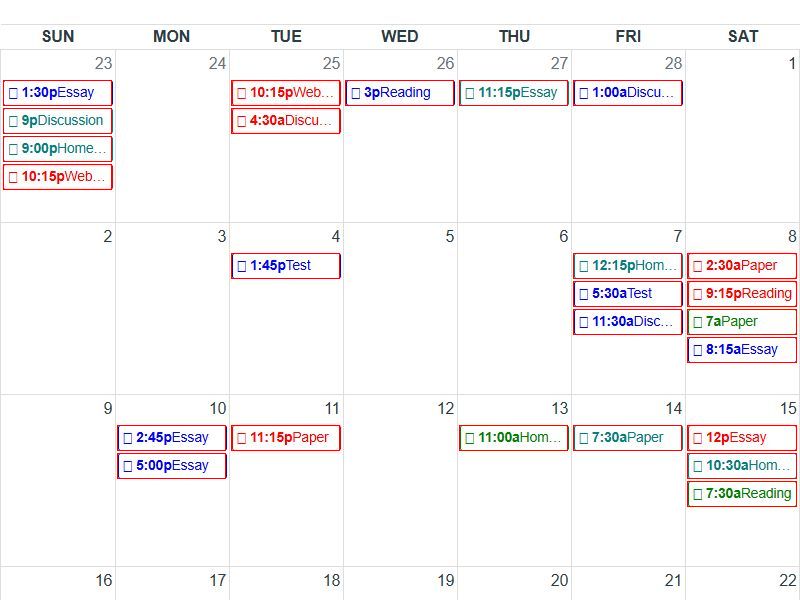 SUN MON TUE WED THU FRI SAT
23 24 25 26 27 28 1
1:30pEssay 10:15pWeb… 3pReading 11:15pEssay 1:00aDiscu…
9pDiscussion 4:30aDiscu…
9:00pHome…
10:15pWeb…
2 3 4 5 6 7 8
1:45pTest 12:15pHom… 2:30aPaper
5:30aTest 9:15pReading
11:30aDisc… 7aPaper
8:15aEssay
9 10 11 12 13 14 15
2:45pEssay 11:15pPaper 11:00aHom… 7:30aPaper 12pEssay
5:00pEssay 10:30aHom…
7:30aReading
16 17 18 19 20 21 22